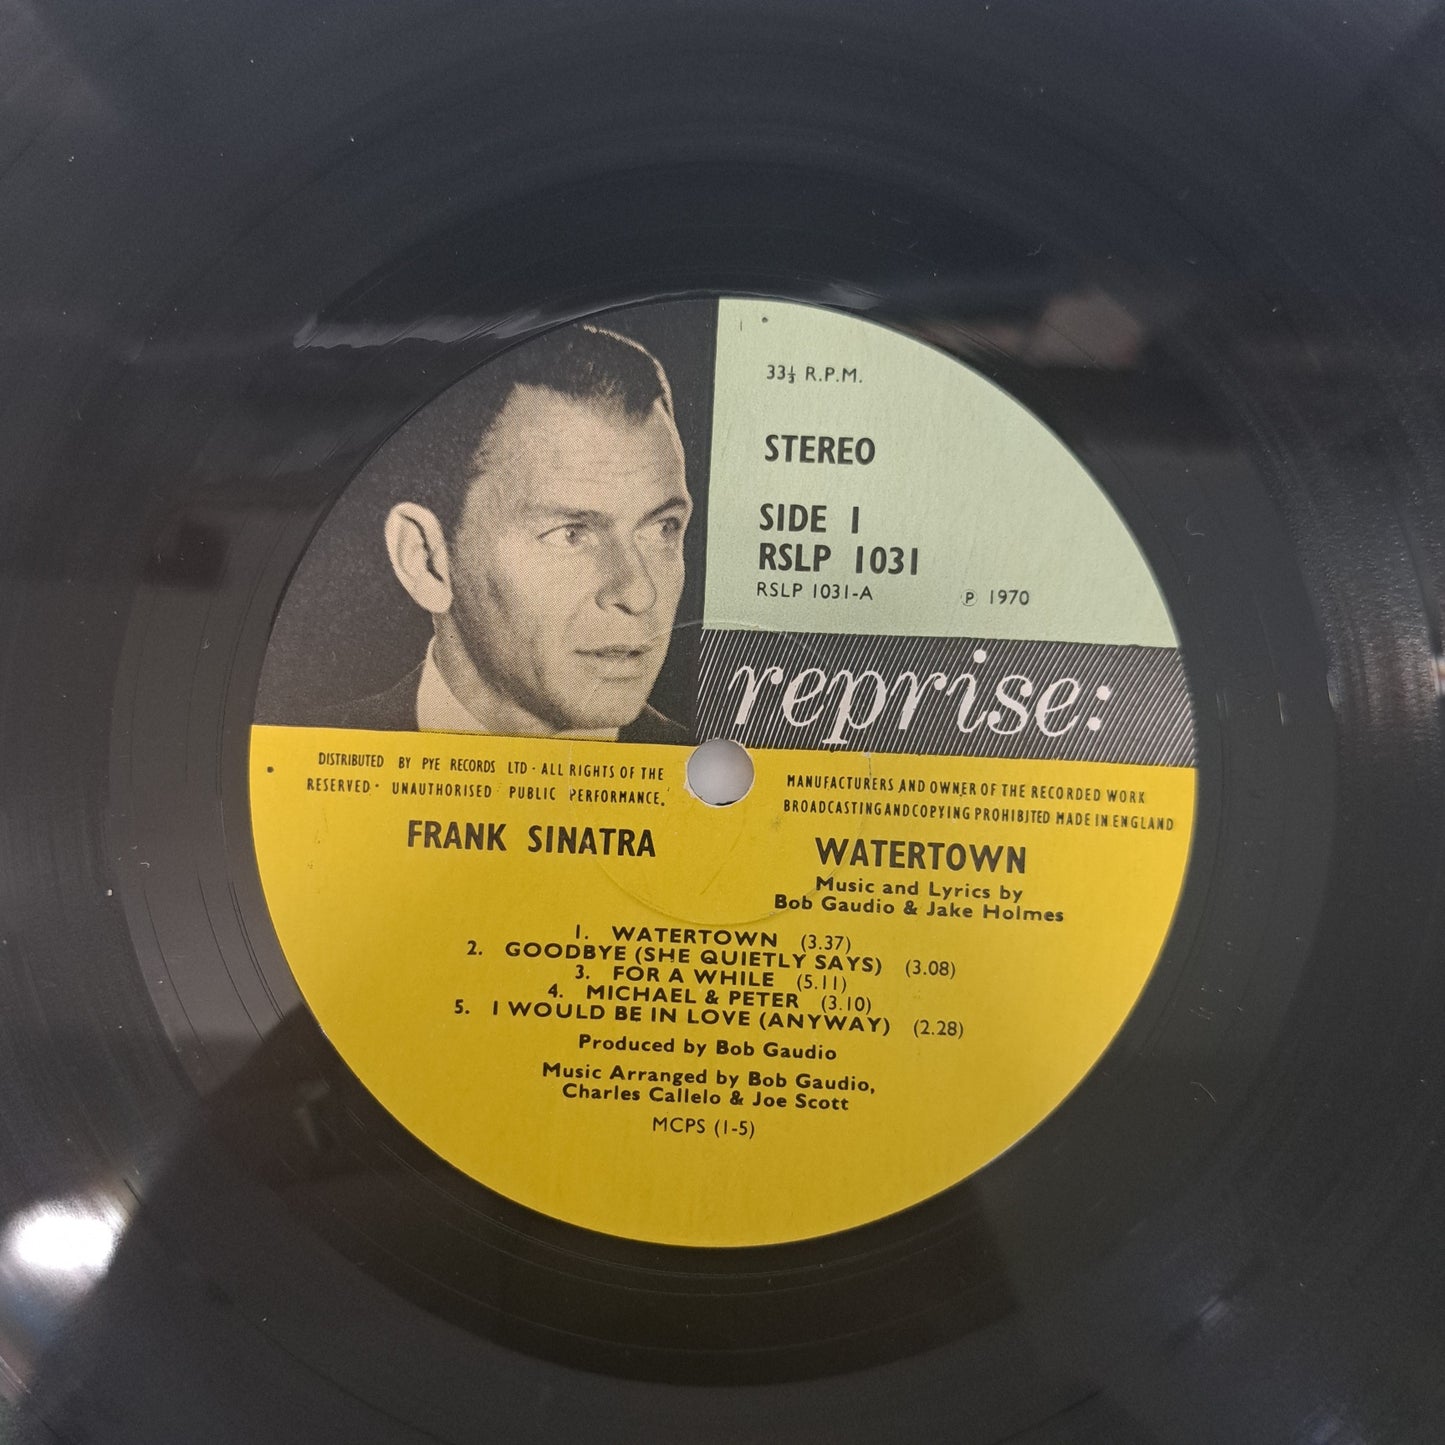 33⅓ R.P.M.
STEREO
SIDE 1
RSLP 1031
RSLP 1031-A ℗ 1970
reprise:
DISTRIBUTED BY PYE RECORDS LTD · ALL RIGHTS OF THE MANUFACTURERS AND OWNER OF THE RECORDED WORK
RESERVED · UNAUTHORISED · PUBLIC PERFORMANCE. BROADCASTING AND COPYING PROHIBITED MADE IN ENGLAND
FRANK SINATRA WATERTOWN
Music and Lyrics by
Bob Gaudio & Jake Holmes
1. WATERTOWN (3.37)
2. GOODBYE (SHE QUIETLY SAYS) (3.08)
3. FOR A WHILE (5.11)
4. MICHAEL & PETER (3.10)
5. I WOULD BE IN LOVE (ANYWAY) (2.28)
Produced by Bob Gaudio
Music Arranged by Bob Gaudio,
Charles Callelo & Joe Scott
MCPS (1-5)